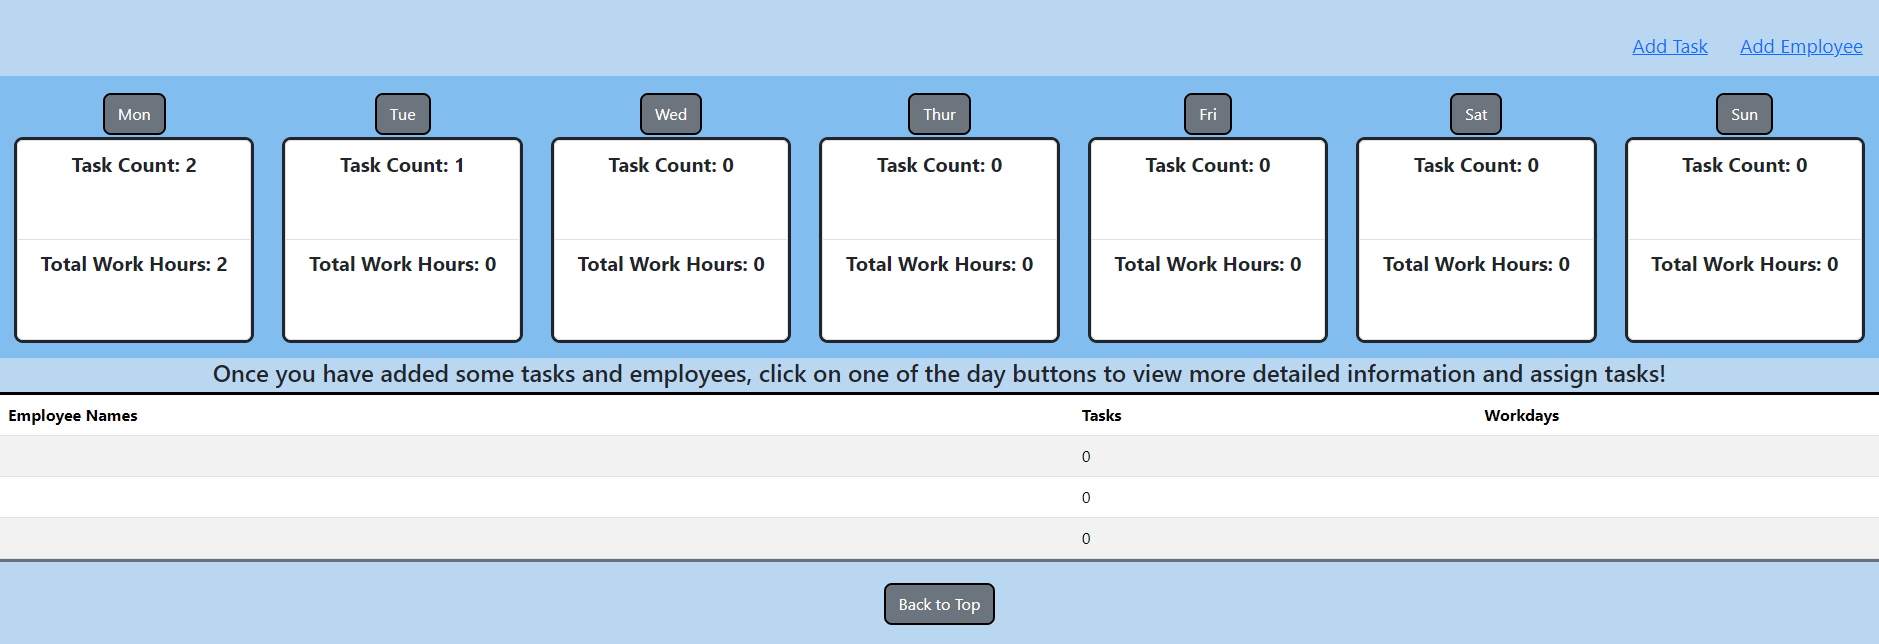 Add Task Add Employee
Mon Tue Wed Thur Fri Sat Sun
Task Count: 2 Task Count: 1 Task Count: 0 Task Count: 0 Task Count: 0 Task Count: 0 Task Count: 0
Total Work Hours: 2 Total Work Hours: 0 Total Work Hours: 0 Total Work Hours: 0 Total Work Hours: 0 Total Work Hours: 0 Total Work Hours: 0
Once you have added some tasks and employees, click on one of the day buttons to view more detailed information and assign tasks!
Employee Names Tasks Workdays
0
0
0
Back to Top